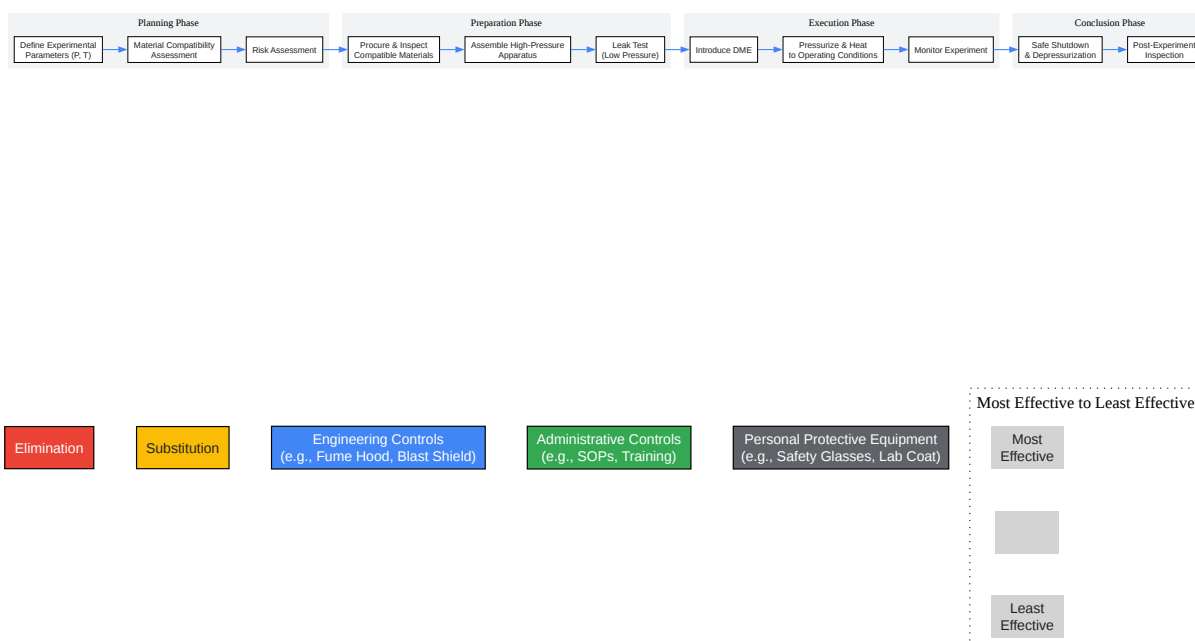 Planning Phase
Define Experimental
Parameters (P, T)
Material Compatibility
Assessment
Risk Assessment
Preparation Phase
Procure & Inspect
Compatible Materials
Assemble High-Pressure
Apparatus
Leak Test
(Low Pressure)
Execution Phase
Introduce DME
Pressurize & Heat
to Operating Conditions
Monitor Experiment
Conclusion Phase
Safe Shutdown
& Depressurization
Post-Experiment
Inspection
Elimination
Substitution
Engineering Controls
(e.g., Fume Hood, Blast Shield)
Administrative Controls
(e.g., SOPs, Training)
Personal Protective Equipment
(e.g., Safety Glasses, Lab Coat)
Most Effective to Least Effective
Most
Effective
Least
Effective